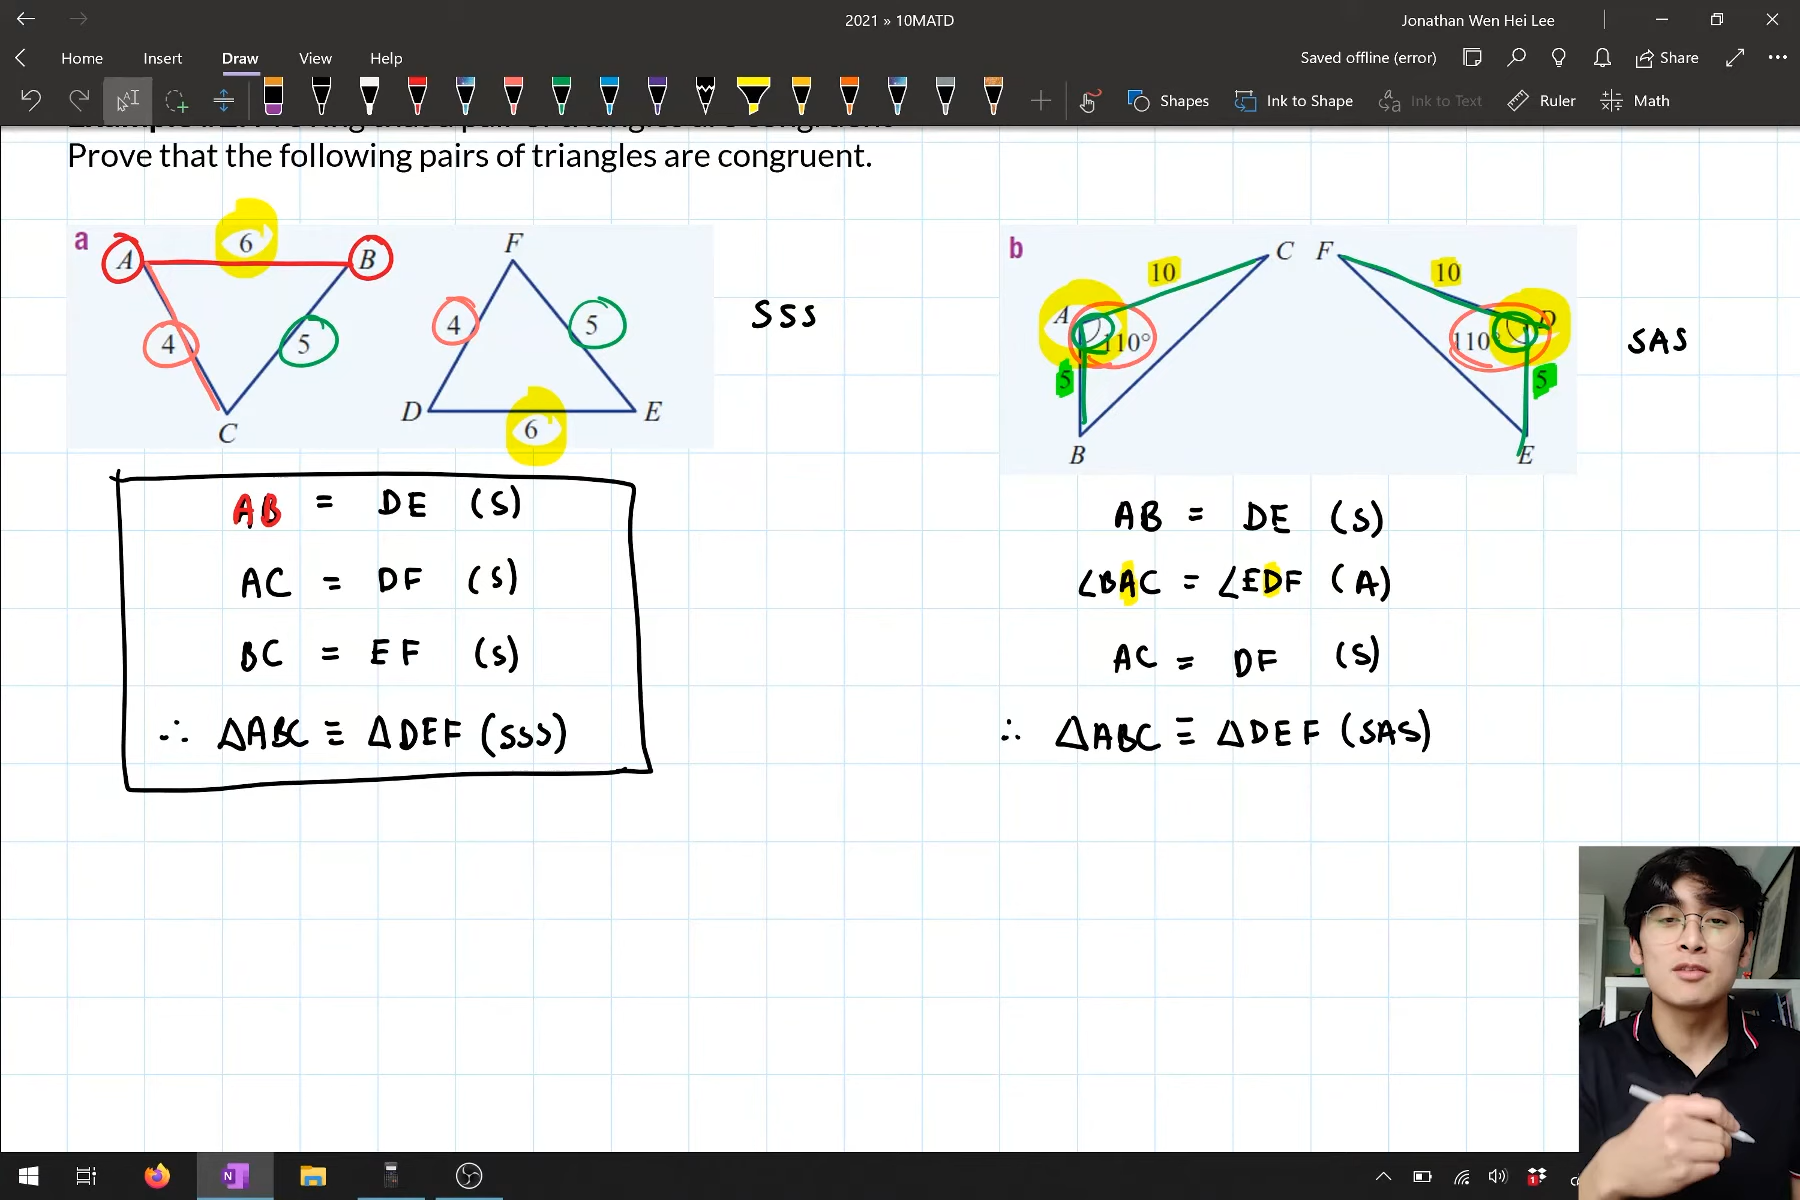 2021 » 10MATD
Jonathan Wen Hei Lee
Home Insert Draw View Help
Saved offline (error)
Share
Shapes
Ink to Shape
Ink to Text
Ruler
Math
Prove that the following pairs of triangles are congruent.
a
A 6 B
4 5
C
F
4 5
D E
6
SSS
AB = DE (S)
AC = DF (S)
BC = EF (S)
∴ ΔABC ≡ ΔDEF (SSS)
b
C F
10 10
A D
110° 110°
5 5
B E
SAS
AB = DE (S)
∠BAC = ∠EDF (A)
AC = DF (S)
∴ ΔABC ≡ ΔDEF (SAS)